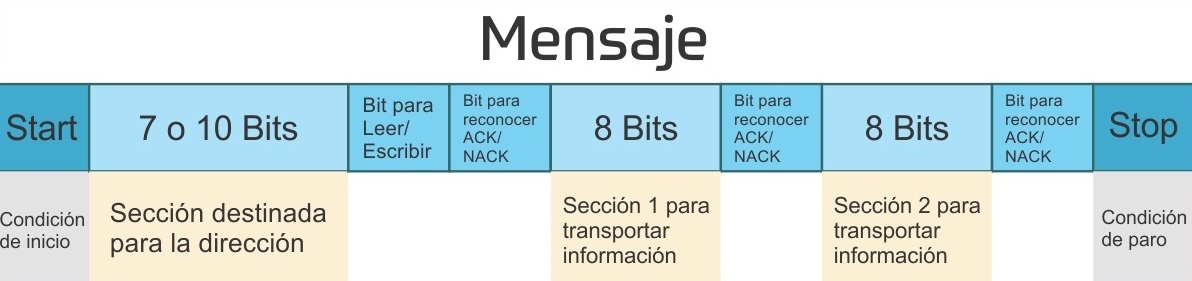 Mensaje
Start
7 o 10 Bits
Bit para
Leer/
Escribir
Bit para
reconocer
ACK/
NACK
8 Bits
Bit para
reconocer
ACK/
NACK
8 Bits
Bit para
reconocer
ACK/
NACK
Stop
Condición
de inicio
Sección destinada
para la dirección
Sección 1 para
transportar
información
Sección 2 para
transportar
información
Condición
de paro